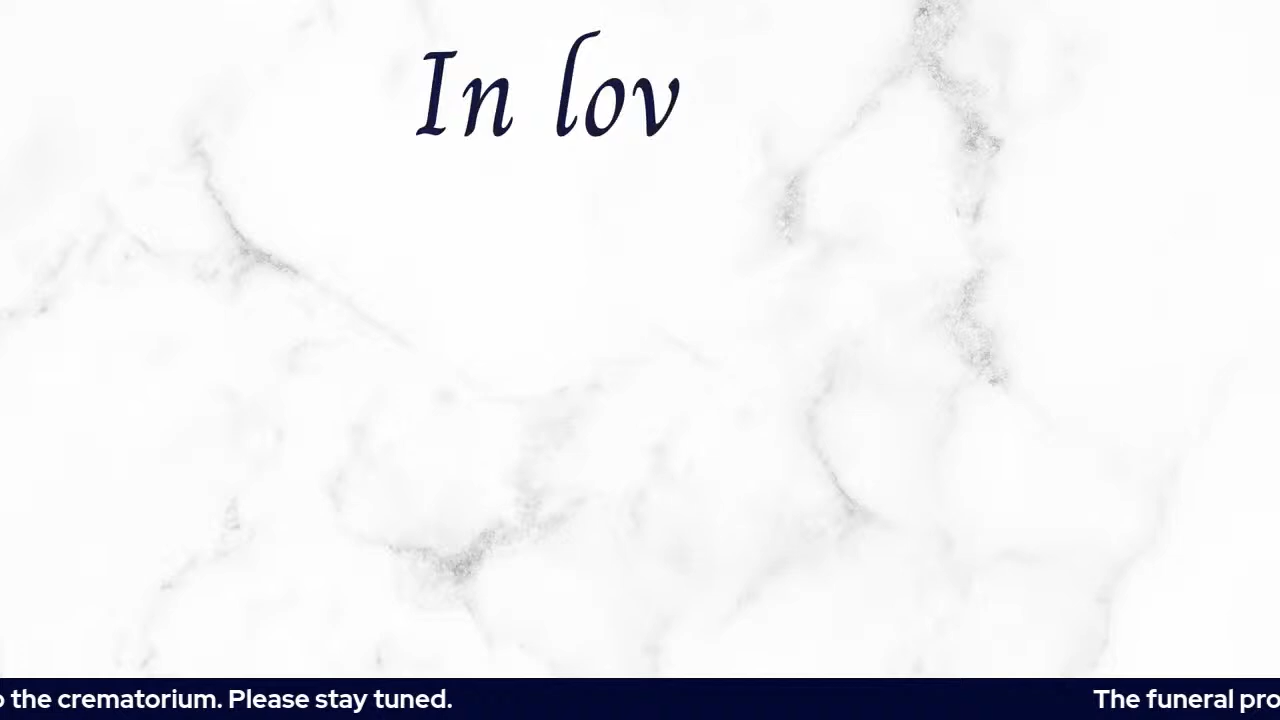 In lov
o the crematorium. Please stay tuned.
The funeral pro